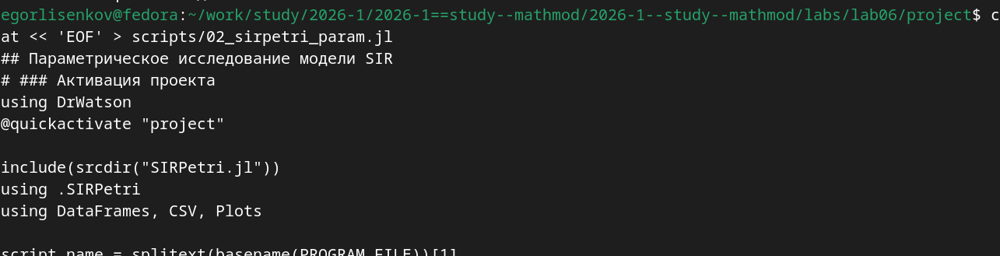 egorlisenkov@fedora:~/work/study/2026-1/2026-1==study--mathmod/2026-1--study--mathmod/labs/lab06/project$ c
at << 'EOF' > scripts/02_sirpetri_param.jl
## Параметрическое исследование модели SIR
# ### Активация проекта
using DrWatson
@quickactivate "project"
include(srcdir("SIRPetri.jl"))
using .SIRPetri
using DataFrames, CSV, Plots
script_name = splitext(basename(PROGRAM_FILE))[1]